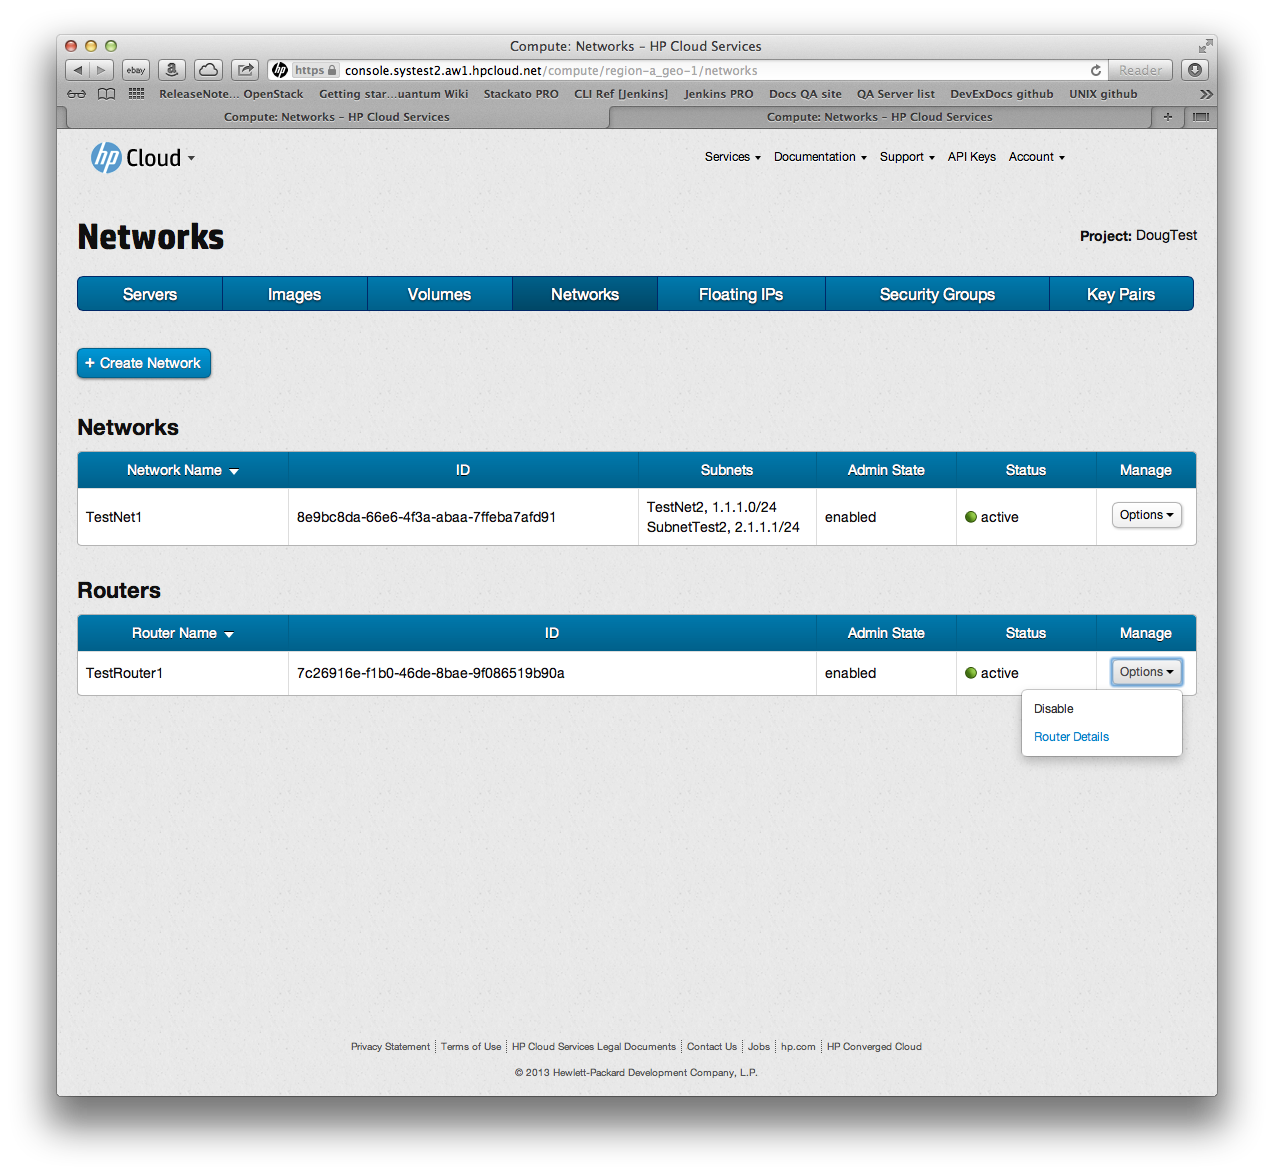 Compute: Networks – HP Cloud Services
ebay
a
hp https console.systest2.aw1.hpcloud.net/compute/region-a_geo-1/networks
Reader
ReleaseNote... OpenStack Getting star...uantum Wiki Stackato PRO CLI Ref [Jenkins] Jenkins PRO Docs QA site QA Server list DevExDocs github UNIX github
Compute: Networks – HP Cloud Services Compute: Networks – HP Cloud Services
hp Cloud
Services Documentation Support API Keys Account
Networks
Project: DougTest
Servers Images Volumes Networks Floating IPs Security Groups Key Pairs
+ Create Network
Networks
Network Name ID Subnets Admin State Status Manage
TestNet1 8e9bc8da-66e6-4f3a-abaa-7ffeba7afd91 TestNet2, 1.1.1.0/24 enabled active Options
SubnetTest2, 2.1.1.1/24
Routers
Router Name ID Admin State Status Manage
TestRouter1 7c26916e-f1b0-46de-8bae-9f086519b90a enabled active Options
Disable
Router Details
Privacy Statement Terms of Use HP Cloud Services Legal Documents Contact Us Jobs hp.com HP Converged Cloud
© 2013 Hewlett-Packard Development Company, L.P.